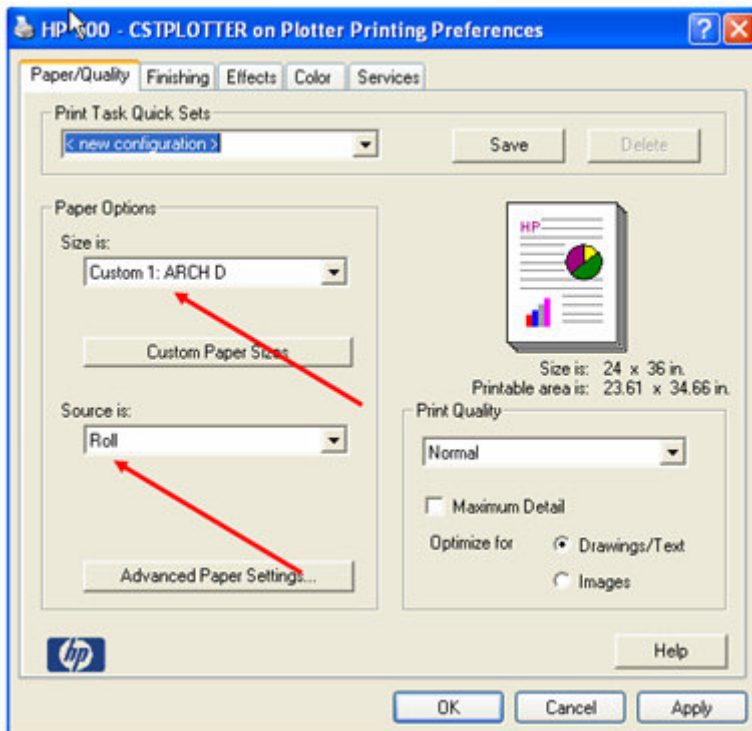 HP 500 - CSTPLOTTER on Plotter Printing Preferences
Paper/Quality Finishing Effects Color Services
Print Task Quick Sets
< new configuration > Save Delete
Paper Options
Size is:
Custom 1: ARCH D
Custom Paper Sizes
HP
Size is: 24 x 36 in.
Printable area is: 23.61 x 34.66 in.
Source is:
Roll
Advanced Paper Settings...
Print Quality
Normal
Maximum Detail
Optimize for Drawings/Text
Images
hp
Help
OK Cancel Apply